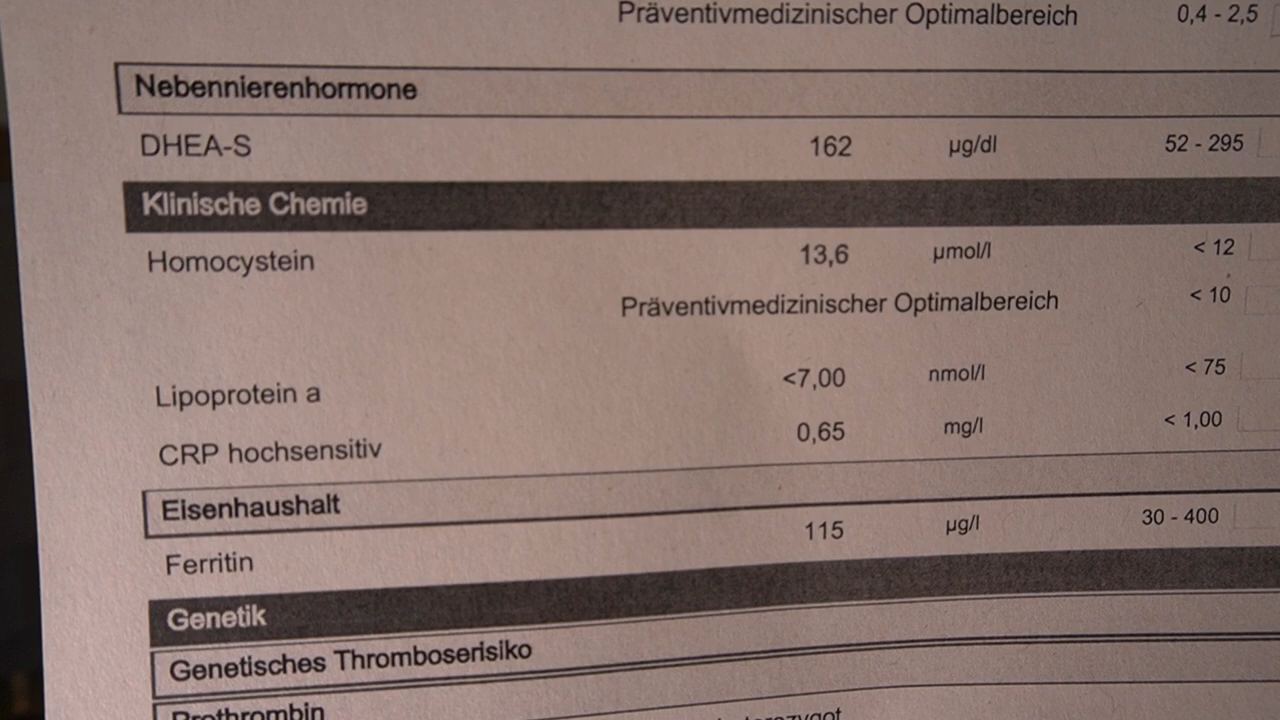 Präventivmedizinischer Optimalbereich 0,4 - 2,5
Nebennierenhormone
DHEA-S 162 µg/dl 52 - 295
Klinische Chemie
Homocystein 13,6 µmol/l < 12
Präventivmedizinischer Optimalbereich < 10
Lipoprotein a <7,00 nmol/l < 75
CRP hochsensitiv 0,65 mg/l < 1,00
Eisenhaushalt
Ferritin 115 µg/l 30 - 400
Genetik
Genetisches Thromboserisiko
Prothrombin